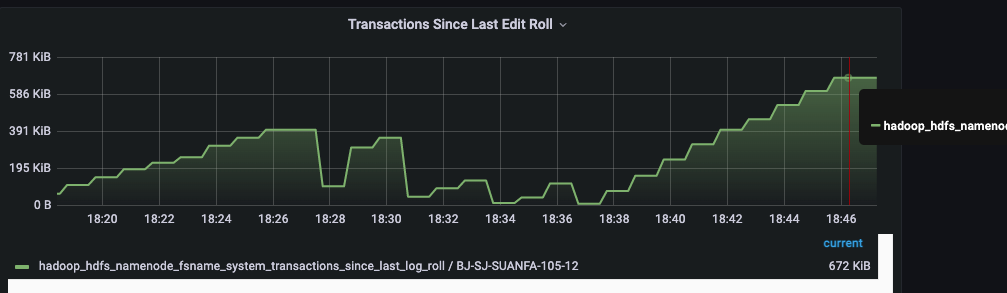 Transactions Since Last Edit Roll
781 KiB
586 KiB
391 KiB
195 KiB
0 B
18:20 18:22 18:24 18:26 18:28 18:30 18:32 18:34 18:36 18:38 18:40 18:42 18:44 18:46
hadoop_hdfs_namenod
current
hadoop_hdfs_namenode_fsname_system_transactions_since_last_log_roll / BJ-SJ-SUANFA-105-12 672 KiB